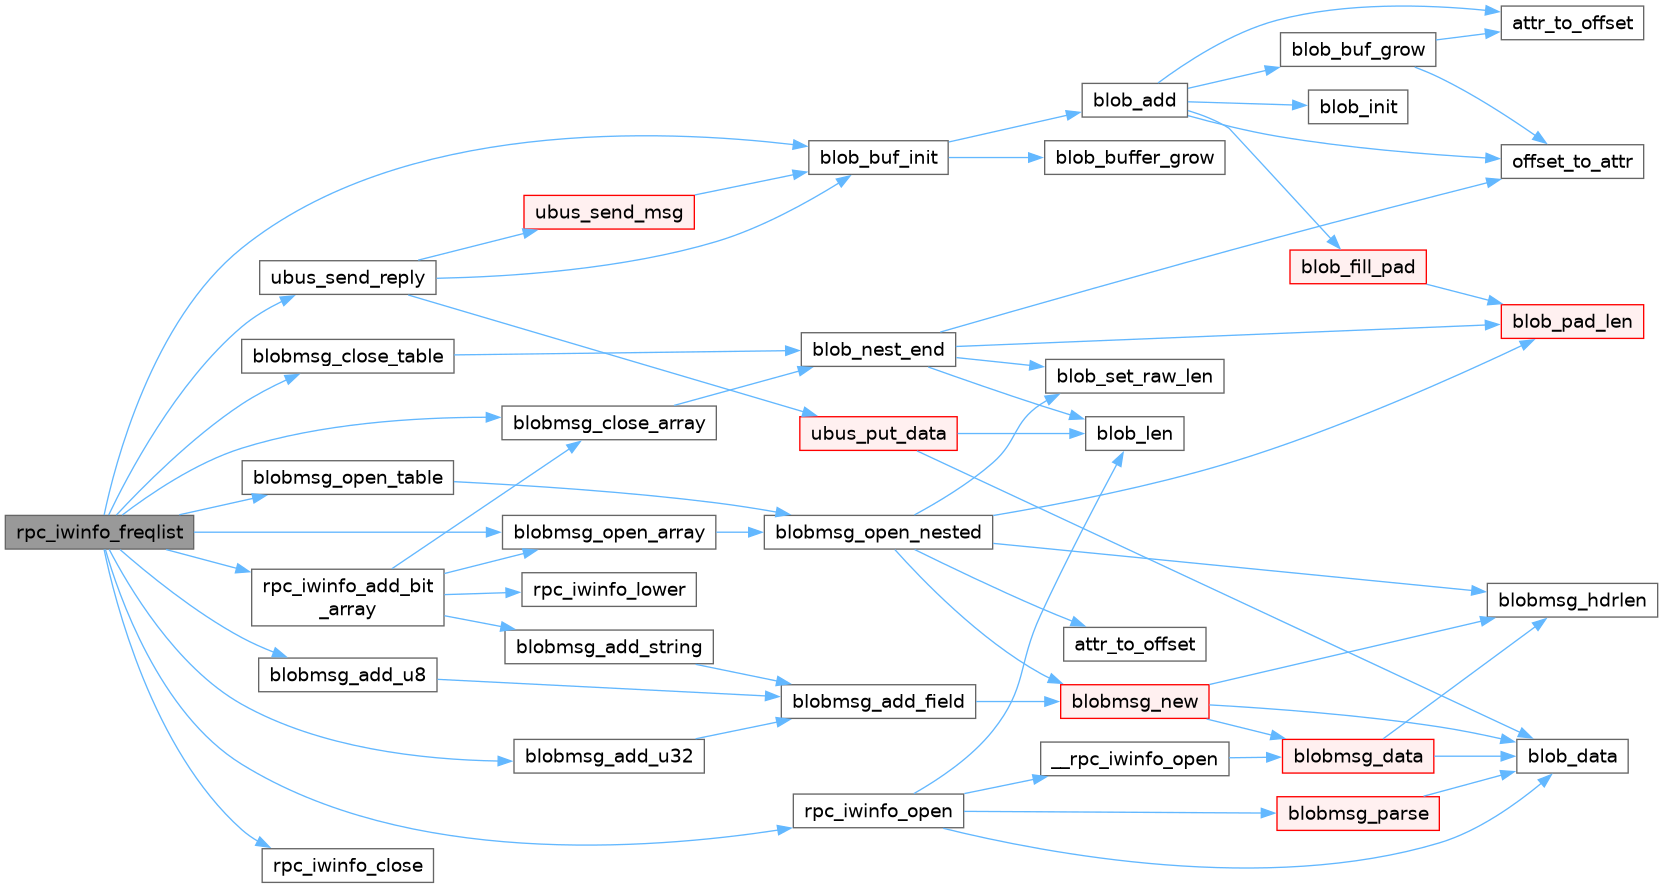 attr_to_offset
blob_buf_grow
blob_add
blob_init
blob_buf_init
blob_buffer_grow
offset_to_attr
ubus_send_msg
blob_fill_pad
ubus_send_reply
blob_pad_len
blobmsg_close_table
blob_nest_end
blob_set_raw_len
blobmsg_close_array
ubus_put_data
blob_len
blobmsg_open_table
rpc_iwinfo_freqlist
blobmsg_open_array
blobmsg_open_nested
rpc_iwinfo_add_bit
_array
rpc_iwinfo_lower
blobmsg_hdrlen
blobmsg_add_string
attr_to_offset
blobmsg_add_u8
blobmsg_add_field
blobmsg_new
blobmsg_add_u32
__rpc_iwinfo_open
blobmsg_data
blob_data
rpc_iwinfo_open
blobmsg_parse
rpc_iwinfo_close